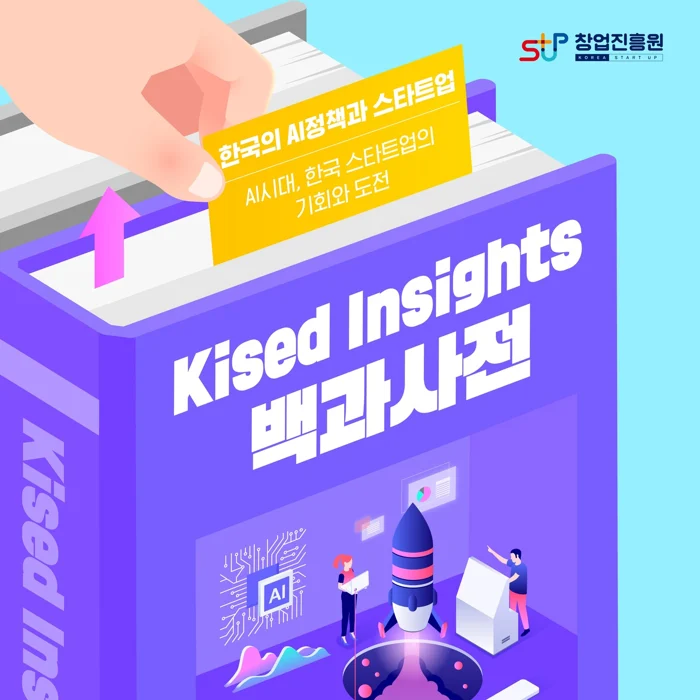 STUP 창업진흥원
KOREA START UP
한국의 AI정책과 스타트업
AI시대, 한국 스타트업의
기회와 도전
Kised Insights
백과사전
Kised Ins
AI